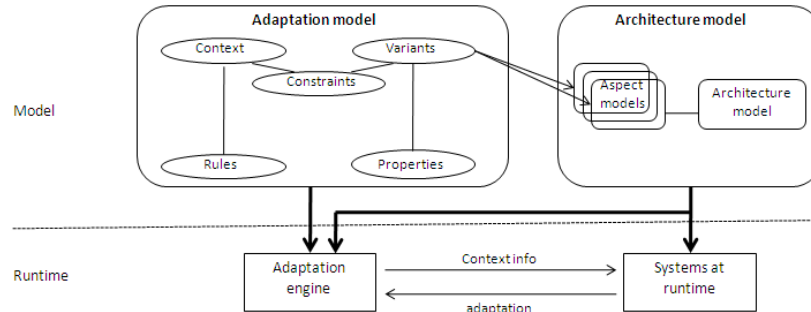 Adaptation model
Architecture model
Context
Variants
Constraints
Aspect
models
Architecture
model
Model
Rules
Properties
Runtime
Adaptation
engine
Context info
Systems at
runtime
adaptation